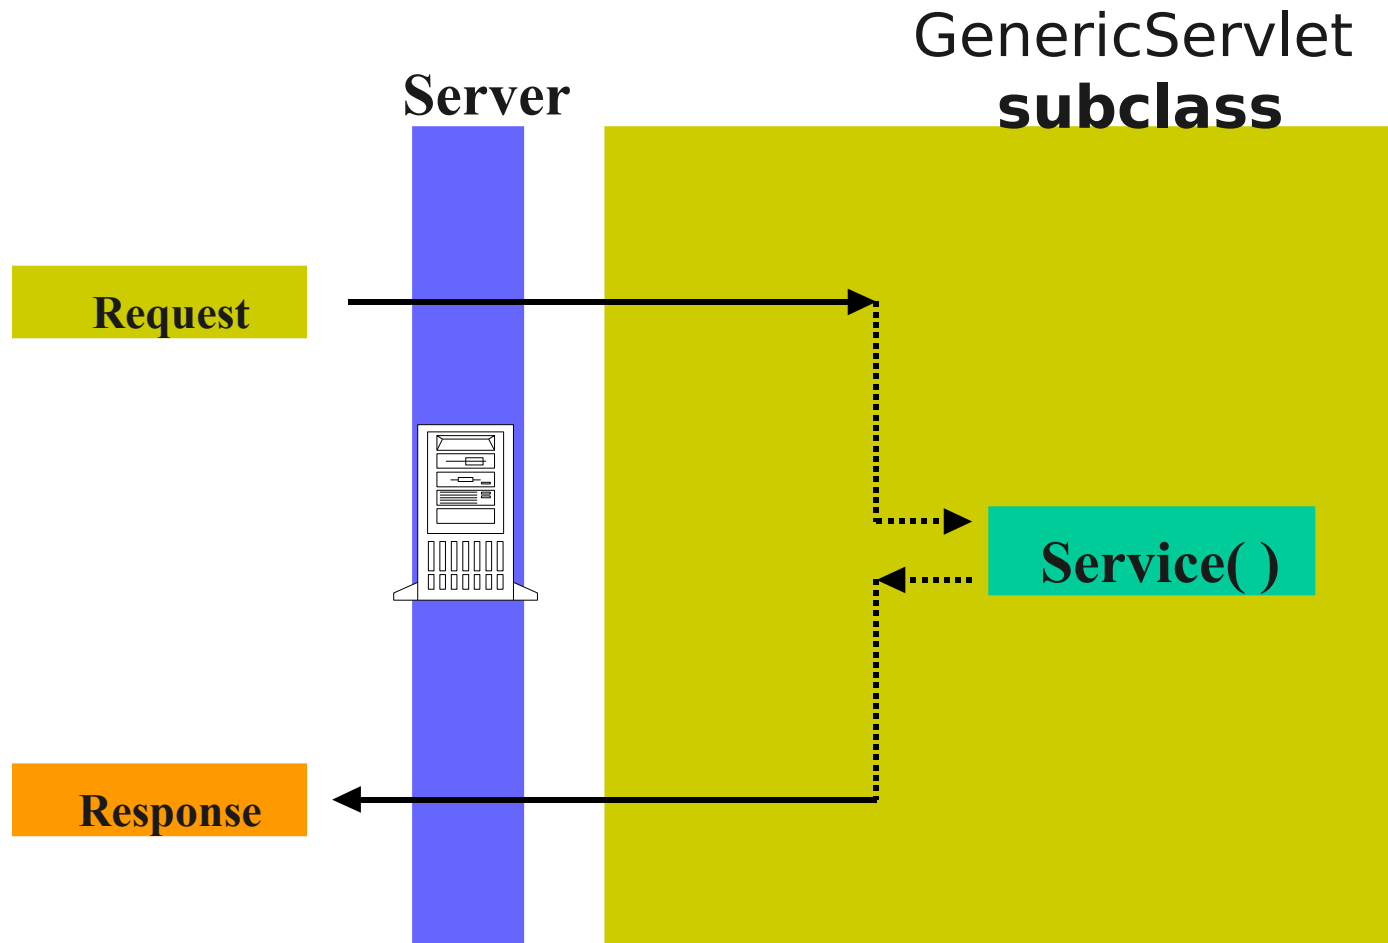 GenericServlet
subclass
Server
Request
Service( )
Response